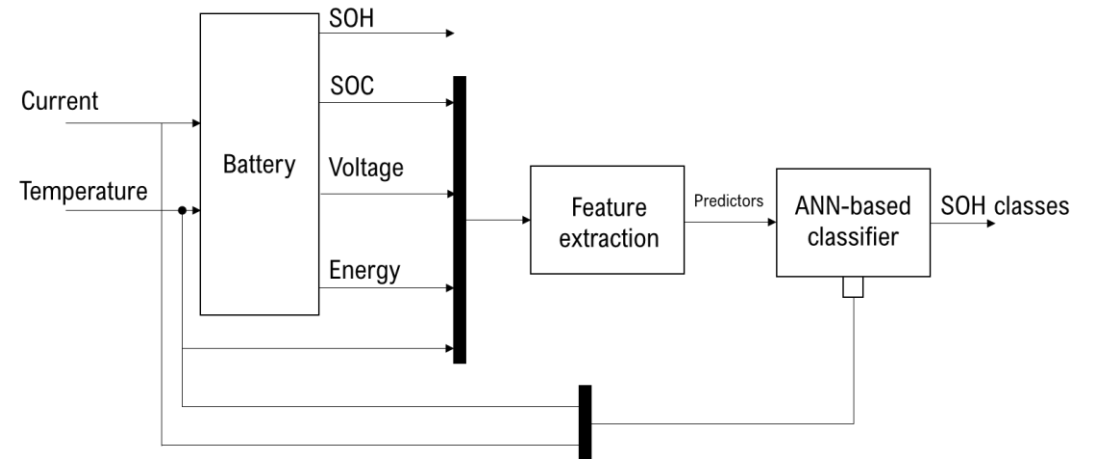 SOH
SOC
Current
Battery
Voltage
Temperature
Energy
Feature
extraction
Predictors
ANN-based
classifier
SOH classes